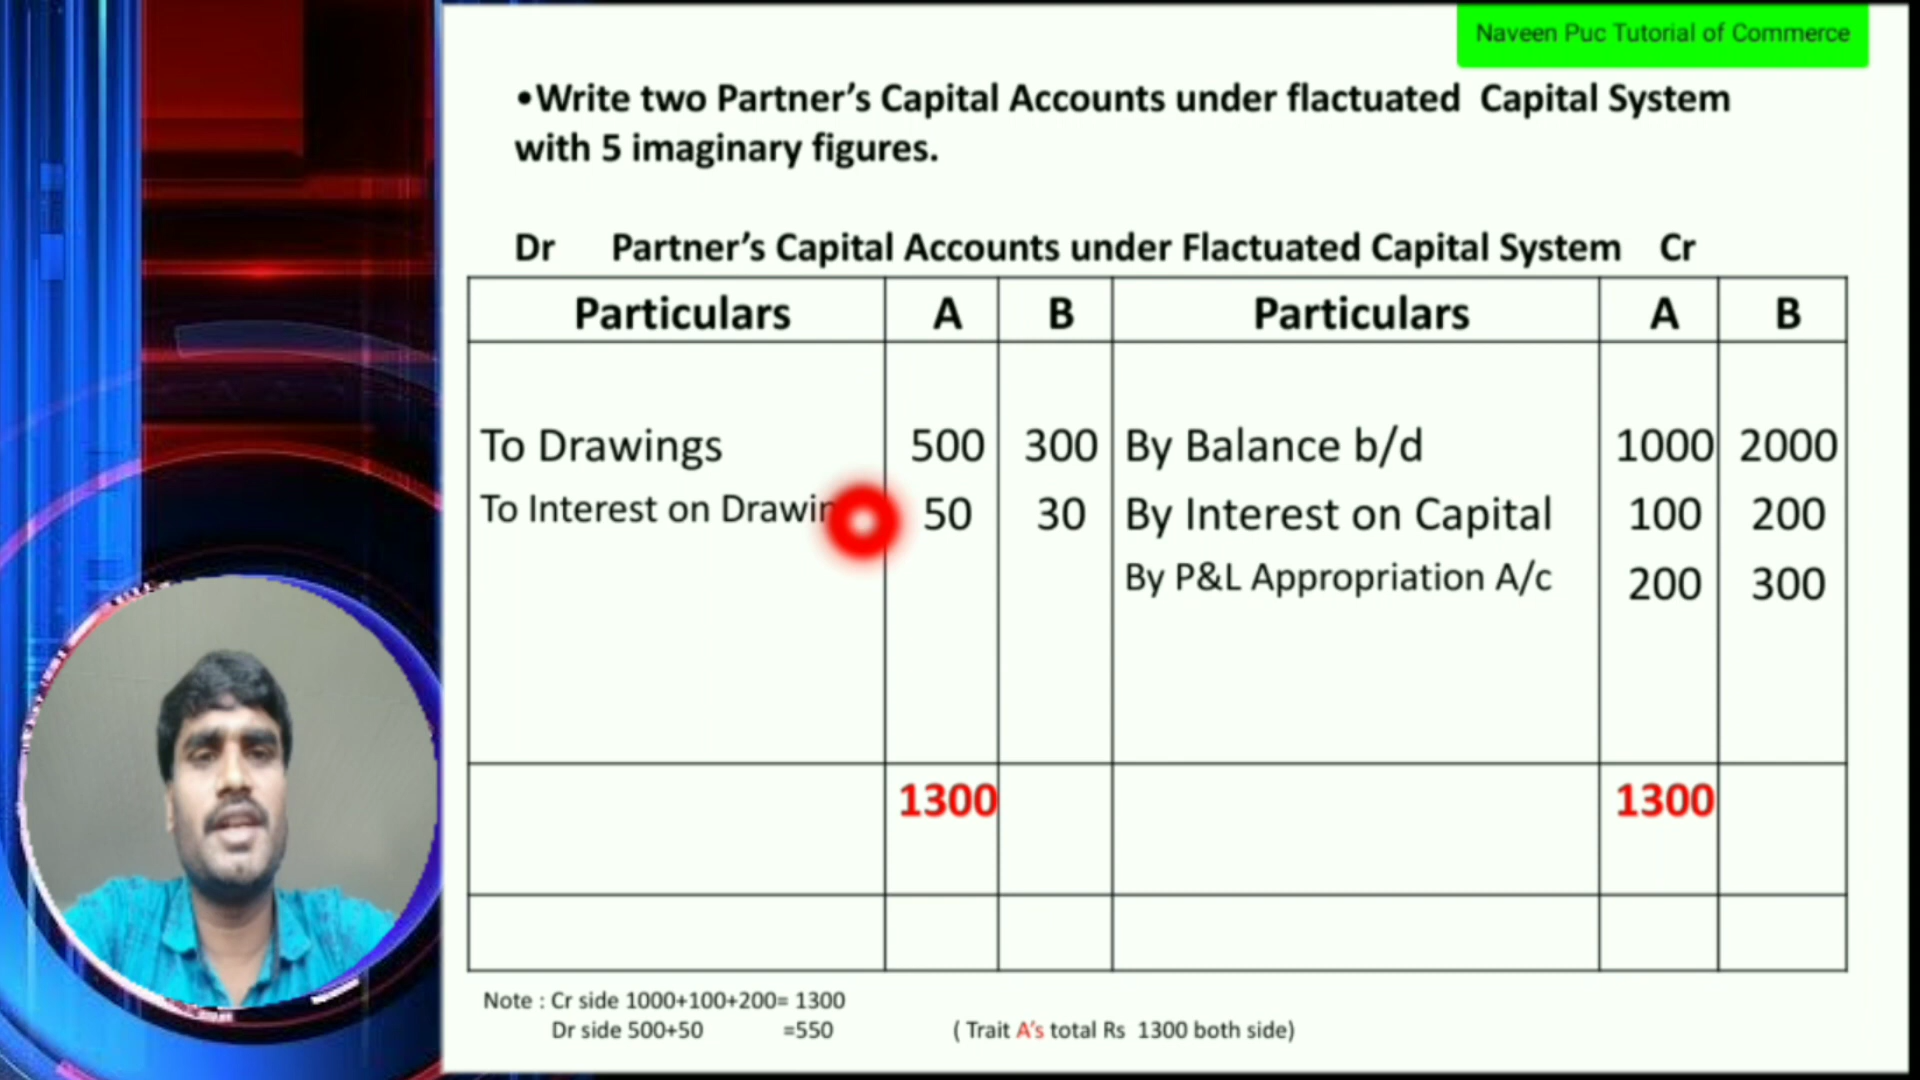 Naveen Puc Tutorial of Commerce
•Write two Partner’s Capital Accounts under flactuated Capital System
with 5 imaginary figures.
Dr Partner’s Capital Accounts under Flactuated Capital System Cr
Particulars A B Particulars A B
To Drawings 500 300 By Balance b/d 1000 2000
To Interest on 50 30 By Interest on Capital 100 200
By P&L Appropriation A/c 200 300
1300 1300
Note : Cr side 1000+100+200= 1300
Dr side 500+50 =550 ( Trait A’s total Rs 1300 both side)